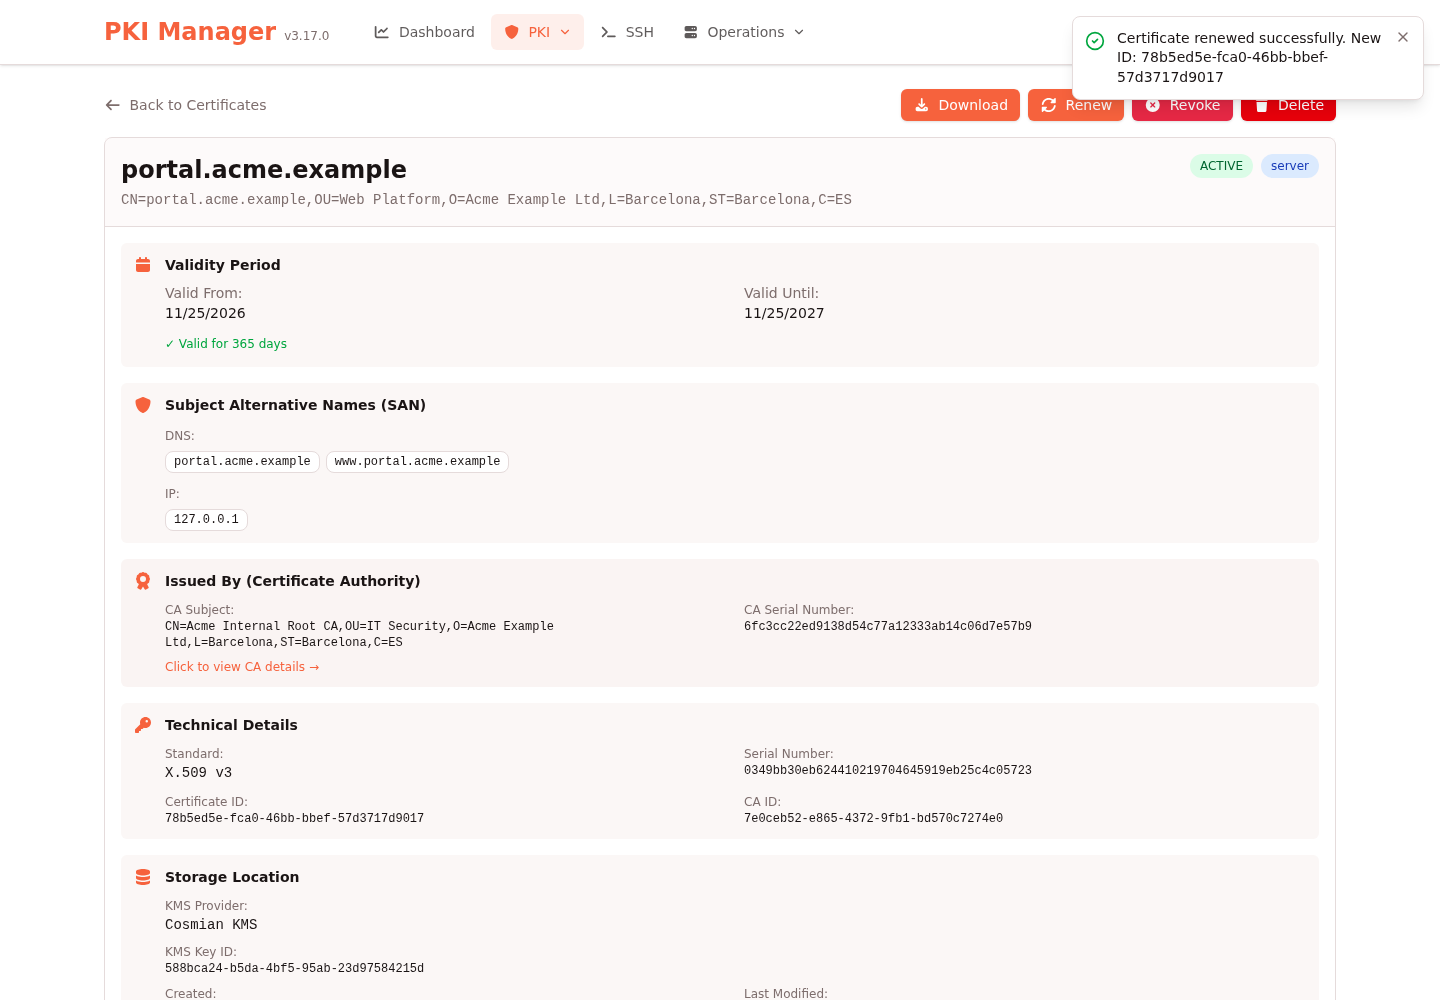 PKI Manager v3.17.0
Dashboard
PKI
SSH
Operations
Certificate renewed successfully. New
ID: 78b5ed5e-fca0-46bb-bbef-
57d3717d9017
Back to Certificates
Download
Renew
Revoke
Delete
portal.acme.example
ACTIVE
server
CN=portal.acme.example,OU=Web Platform,O=Acme Example Ltd,L=Barcelona,ST=Barcelona,C=ES
Validity Period
Valid From:
11/25/2026
Valid Until:
11/25/2027
✓ Valid for 365 days
Subject Alternative Names (SAN)
DNS:
portal.acme.example
www.portal.acme.example
IP:
127.0.0.1
Issued By (Certificate Authority)
CA Subject:
CN=Acme Internal Root CA,OU=IT Security,O=Acme Example
Ltd,L=Barcelona,ST=Barcelona,C=ES
CA Serial Number:
6fc3cc22ed9138d54c77a12333ab14c06d7e57b9
Click to view CA details →
Technical Details
Standard:
X.509 v3
Serial Number:
0349bb30eb624410219704645919eb25c4c05723
Certificate ID:
78b5ed5e-fca0-46bb-bbef-57d3717d9017
CA ID:
7e0ceb52-e865-4372-9fb1-bd570c7274e0
Storage Location
KMS Provider:
Cosmian KMS
KMS Key ID:
588bca24-b5da-4bf5-95ab-23d97584215d
Created:
Last Modified: